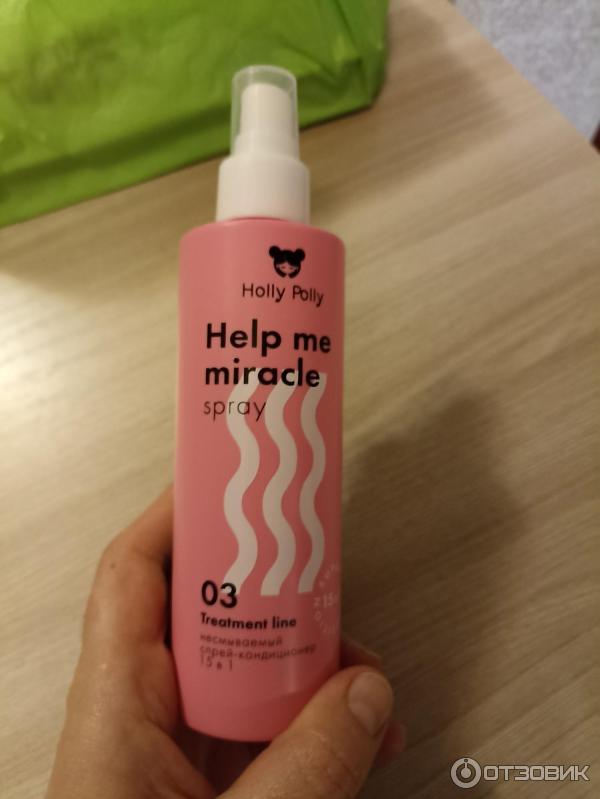 Holly Polly
Help me
miracle
spray
03
Treatment line
несмываемый
спрей-кондиционер
15 в 1
ОТЗОВИК